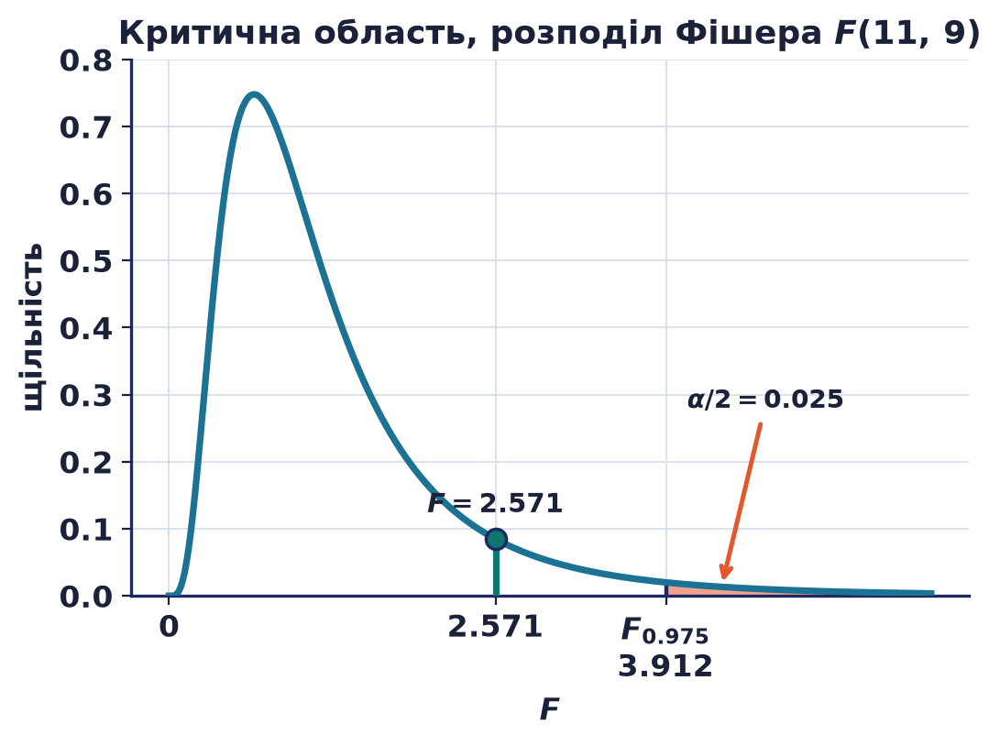 Критична область, розподіл Фішера F(11, 9)
0.8
0.7
0.6
0.5
0.4
0.3
0.2
0.1
0.0
щільність
α/2 = 0.025
F = 2.571
0
2.571
F₀.₉₇₅
3.912
F